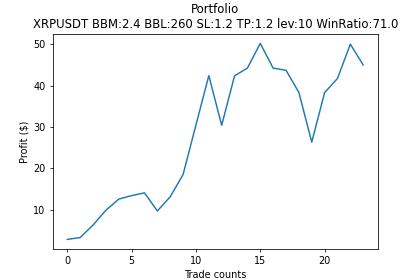 Portfolio
XRPUSDT BBM:2.4 BBL:260 SL:1.2 TP:1.2 lev:10 WinRatio:71.0
50
40
30
20
10
Profit ($)
0 5 10 15 20
Trade counts